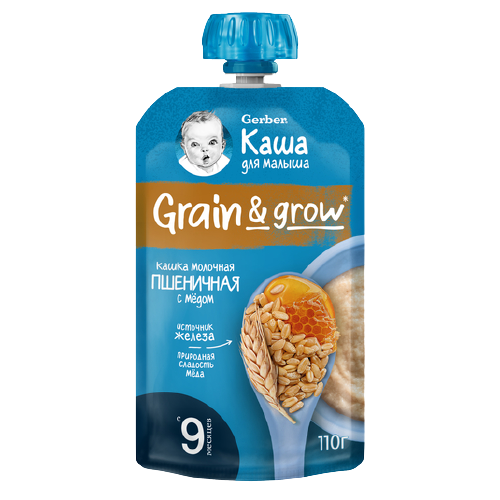 Gerber.
Каша
для малыша
Grain & grow*
кашка молочная
ПШЕНИЧНАЯ
с мёдом
источник
железа
природная
сладость
мёда
с 9 месяцев
110г